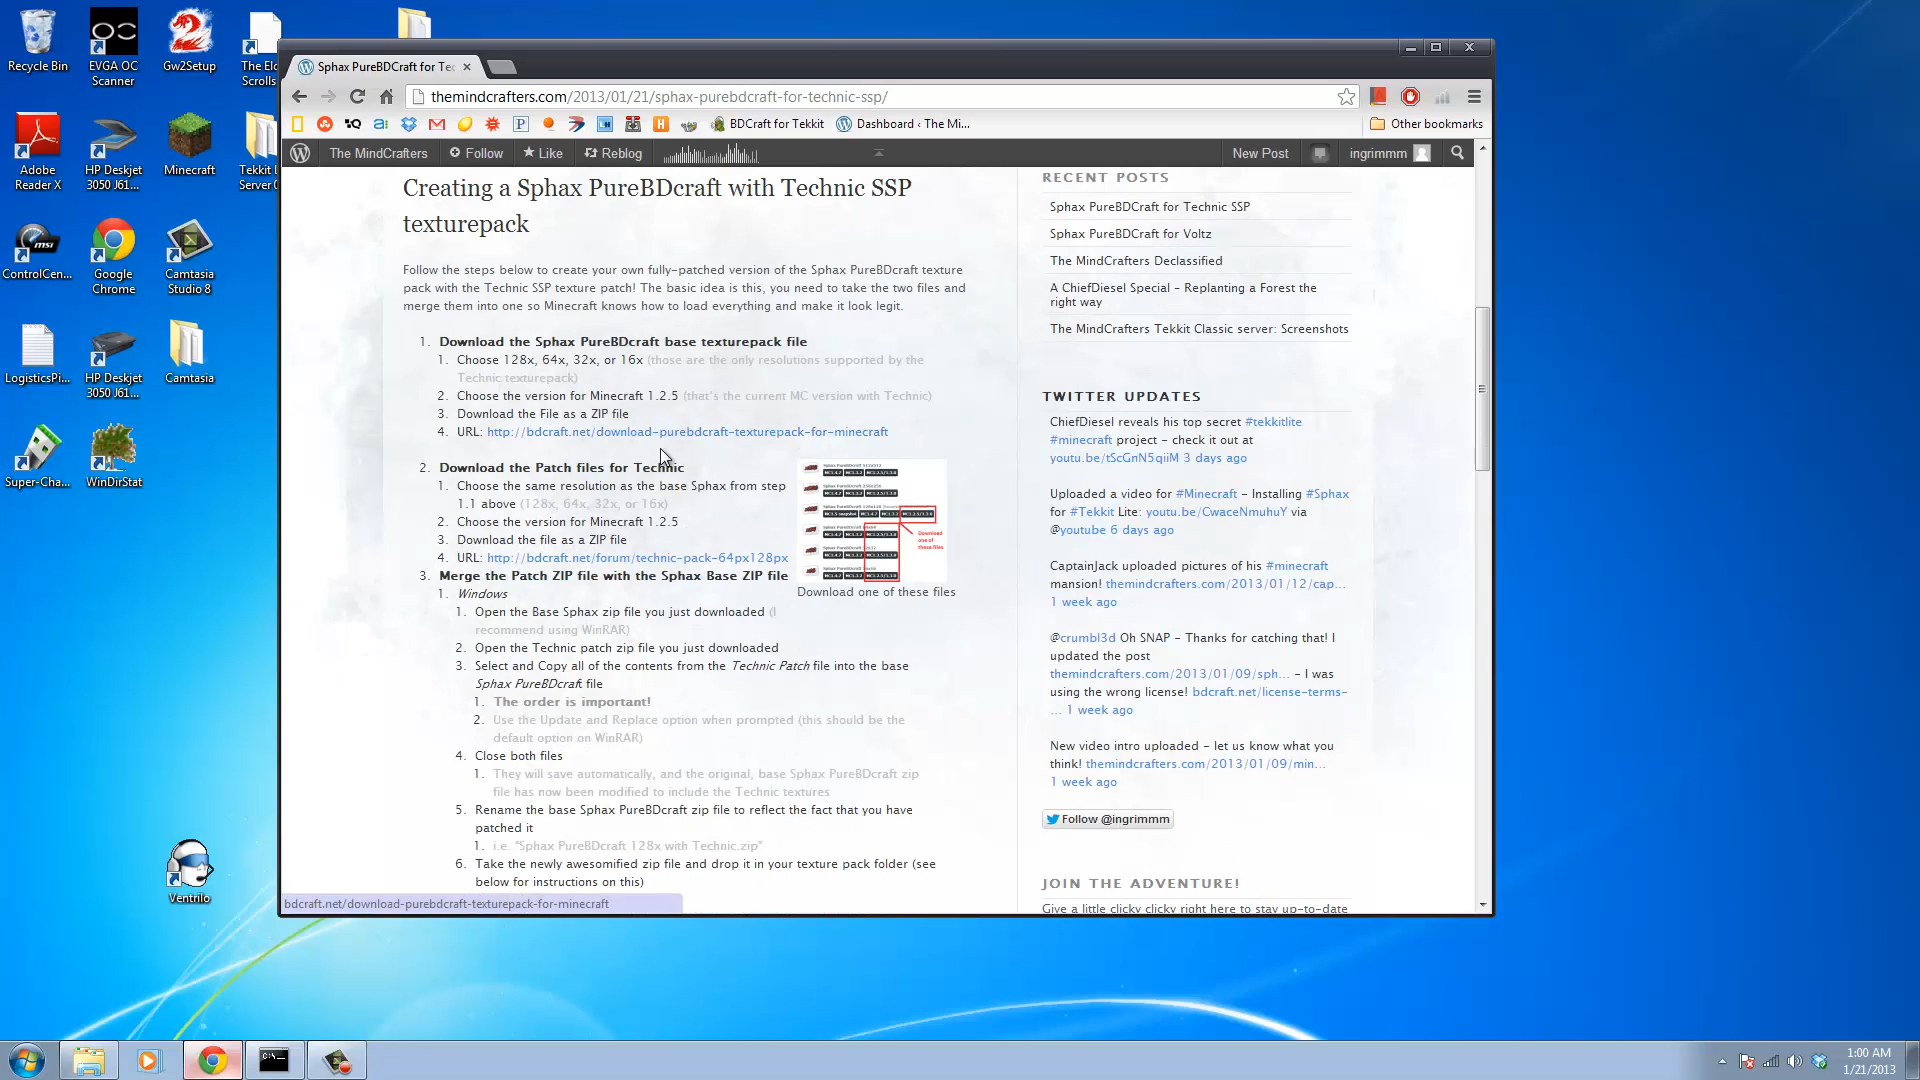 Recycle Bin
EVGA OC
Scanner
Gw2Setup
The Eld
Scrolls
Adobe
Reader X
HP Deskjet
3050 J61...
Minecraft
Tekkit L
Server
ControlCen...
Google
Chrome
Camtasia
Studio 8
LogisticsPi...
HP Deskjet
3050 J61...
Camtasia
Super-Cha...
WinDirStat
Ventrilo
Sphax PureBDCraft for Tec
themindcrafters.com/2013/01/21/sphax-purebdcraft-for-technic-ssp/
BDCraft for Tekkit
Dashboard ‹ The Mi...
Other bookmarks
The MindCrafters
Follow
Like
Reblog
New Post
ingrimmm
Creating a Sphax PureBDcraft with Technic SSP
texturepack
Follow the steps below to create your own fully-patched version of the Sphax PureBDcraft texture
pack with the Technic SSP texture patch! The basic idea is this, you need to take the two files and
merge them into one so Minecraft knows how to load everything and make it look legit.
1. Download the Sphax PureBDcraft base texturepack file
1. Choose 128x, 64x, 32x, or 16x (those are the only resolutions supported by the
Technic texturepack)
2. Choose the version for Minecraft 1.2.5 (that's the current MC version with Technic)
3. Download the File as a ZIP file
4. URL: http://bdcraft.net/download-purebdcraft-texturepack-for-minecraft
2. Download the Patch files for Technic
1. Choose the same resolution as the base Sphax from step
1.1 above (128x, 64x, 32x, or 16x)
2. Choose the version for Minecraft 1.2.5
3. Download the file as a ZIP file
4. URL: http://bdcraft.net/forum/technic-pack-64px128px
Download
one of
these files
Download one of these files
3. Merge the Patch ZIP file with the Sphax Base ZIP file
1. Windows
1. Open the Base Sphax zip file you just downloaded (I
recommend using WinRAR)
2. Open the Technic patch zip file you just downloaded
3. Select and Copy all of the contents from the Technic Patch file into the base
Sphax PureBDcraft file
1. The order is important!
2. Use the Update and Replace option when prompted (this should be the
default option on WinRAR)
4. Close both files
1. They will save automatically, and the original, base Sphax PureBDcraft zip
file has now been modified to include the Technic textures
5. Rename the base Sphax PureBDcraft zip file to reflect the fact that you have
patched it
1. i.e. "Sphax PureBDcraft 128x with Technic.zip"
6. Take the newly awesomified zip file and drop it in your texture pack folder (see
below for instructions on this)
bdcraft.net/download-purebdcraft-texturepack-for-minecraft
RECENT POSTS
Sphax PureBDCraft for Technic SSP
Sphax PureBDCraft for Voltz
The MindCrafters Declassified
A ChiefDiesel Special – Replanting a Forest the
right way
The MindCrafters Tekkit Classic server: Screenshots
TWITTER UPDATES
ChiefDiesel reveals his top secret #tekkitlite
#minecraft project – check it out at
youtu.be/tScGnN5qiiM 3 days ago
Uploaded a video for #Minecraft – Installing #Sphax
for #Tekkit Lite: youtu.be/CwaceNmuhuY via
@youtube 6 days ago
CaptainJack uploaded pictures of his #minecraft
mansion! themindcrafters.com/2013/01/12/cap...
1 week ago
@crumbl3d Oh SNAP – Thanks for catching that! I
updated the post
themindcrafters.com/2013/01/09/sph... – I was
using the wrong license! bdcraft.net/license-terms-
... 1 week ago
New video intro uploaded – let us know what you
think! themindcrafters.com/2013/01/09/min...
1 week ago
Follow @ingrimmm
JOIN THE ADVENTURE!
Give a little clicky clicky right here to stay up-to-date
1:00 AM
1/21/2013